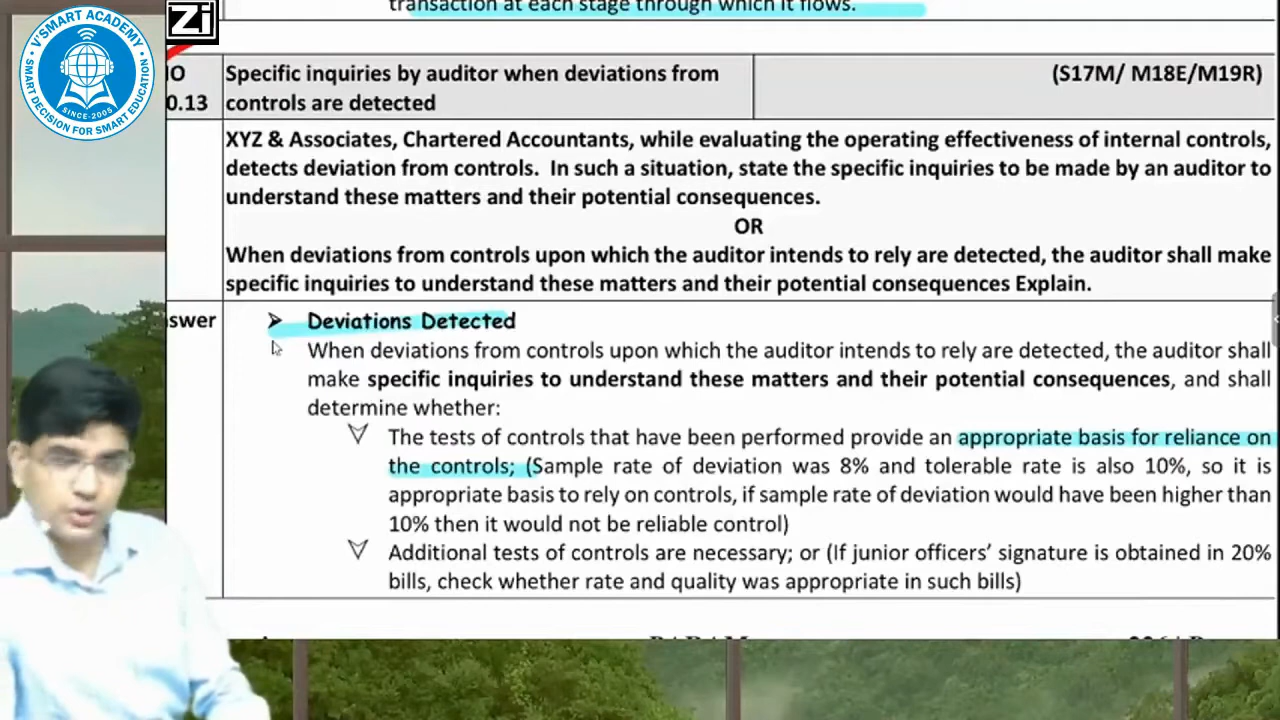 transaction at each stage through which it flows.
V'SMART ACADEMY
SINCE-2005
SMART DECISION FOR SMART EDUCATION
Zi
Specific inquiries by auditor when deviations from
controls are detected
(S17M/ M18E/M19R)
0.13
XYZ & Associates, Chartered Accountants, while evaluating the operating effectiveness of internal controls,
detects deviation from controls. In such a situation, state the specific inquiries to be made by an auditor to
understand these matters and their potential consequences.
OR
When deviations from controls upon which the auditor intends to rely are detected, the auditor shall make
specific inquiries to understand these matters and their potential consequences Explain.
swer
➢ Deviations Detected
When deviations from controls upon which the auditor intends to rely are detected, the auditor shall
make specific inquiries to understand these matters and their potential consequences, and shall
determine whether:
The tests of controls that have been performed provide an appropriate basis for reliance on
the controls; (Sample rate of deviation was 8% and tolerable rate is also 10%, so it is
appropriate basis to rely on controls, if sample rate of deviation would have been higher than
10% then it would not be reliable control)
Additional tests of controls are necessary; or (If junior officers' signature is obtained in 20%
bills, check whether rate and quality was appropriate in such bills)